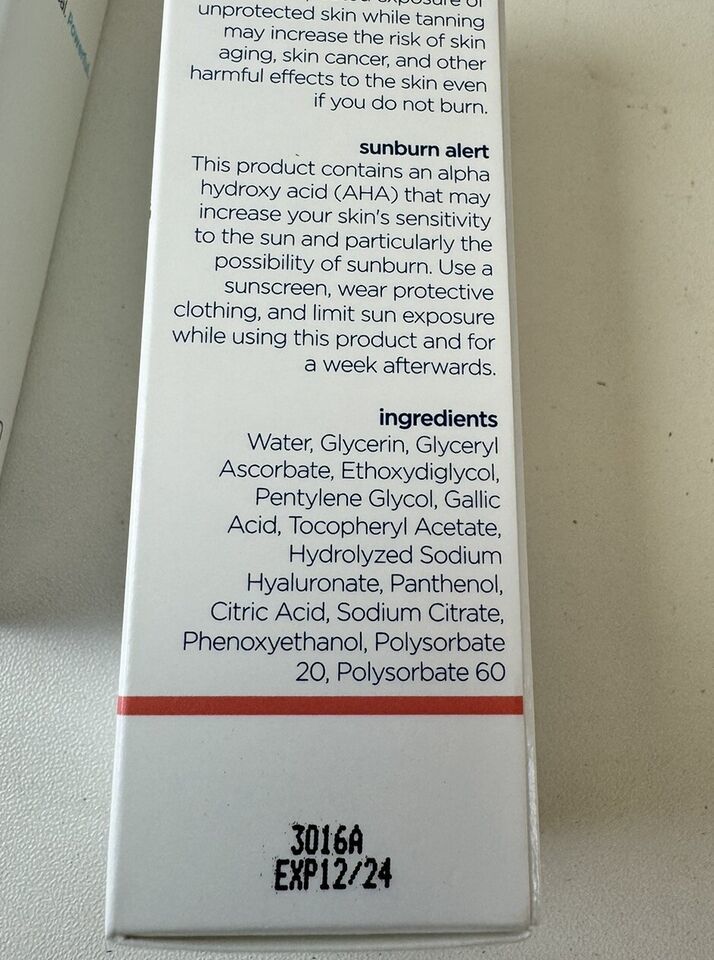 unprotected skin while tanning
may increase the risk of skin
aging, skin cancer, and other
harmful effects to the skin even
if you do not burn.
sunburn alert
This product contains an alpha
hydroxy acid (AHA) that may
increase your skin's sensitivity
to the sun and particularly the
possibility of sunburn. Use a
sunscreen, wear protective
clothing, and limit sun exposure
while using this product and for
a week afterwards.
ingredients
Water, Glycerin, Glyceryl
Ascorbate, Ethoxydiglycol,
Pentylene Glycol, Gallic
Acid, Tocopheryl Acetate,
Hydrolyzed Sodium
Hyaluronate, Panthenol,
Citric Acid, Sodium Citrate,
Phenoxyethanol, Polysorbate
20, Polysorbate 60
3016A
EXP12/24